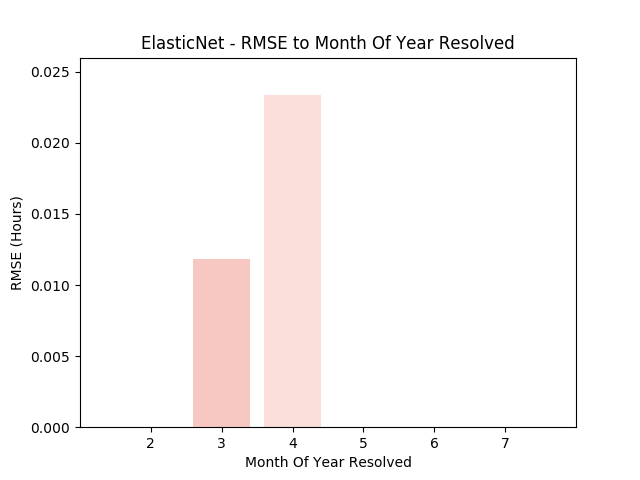 ElasticNet - RMSE to Month Of Year Resolved
0.025
0.020
0.015
0.010
0.005
0.000
RMSE (Hours)
2 3 4 5 6 7
Month Of Year Resolved